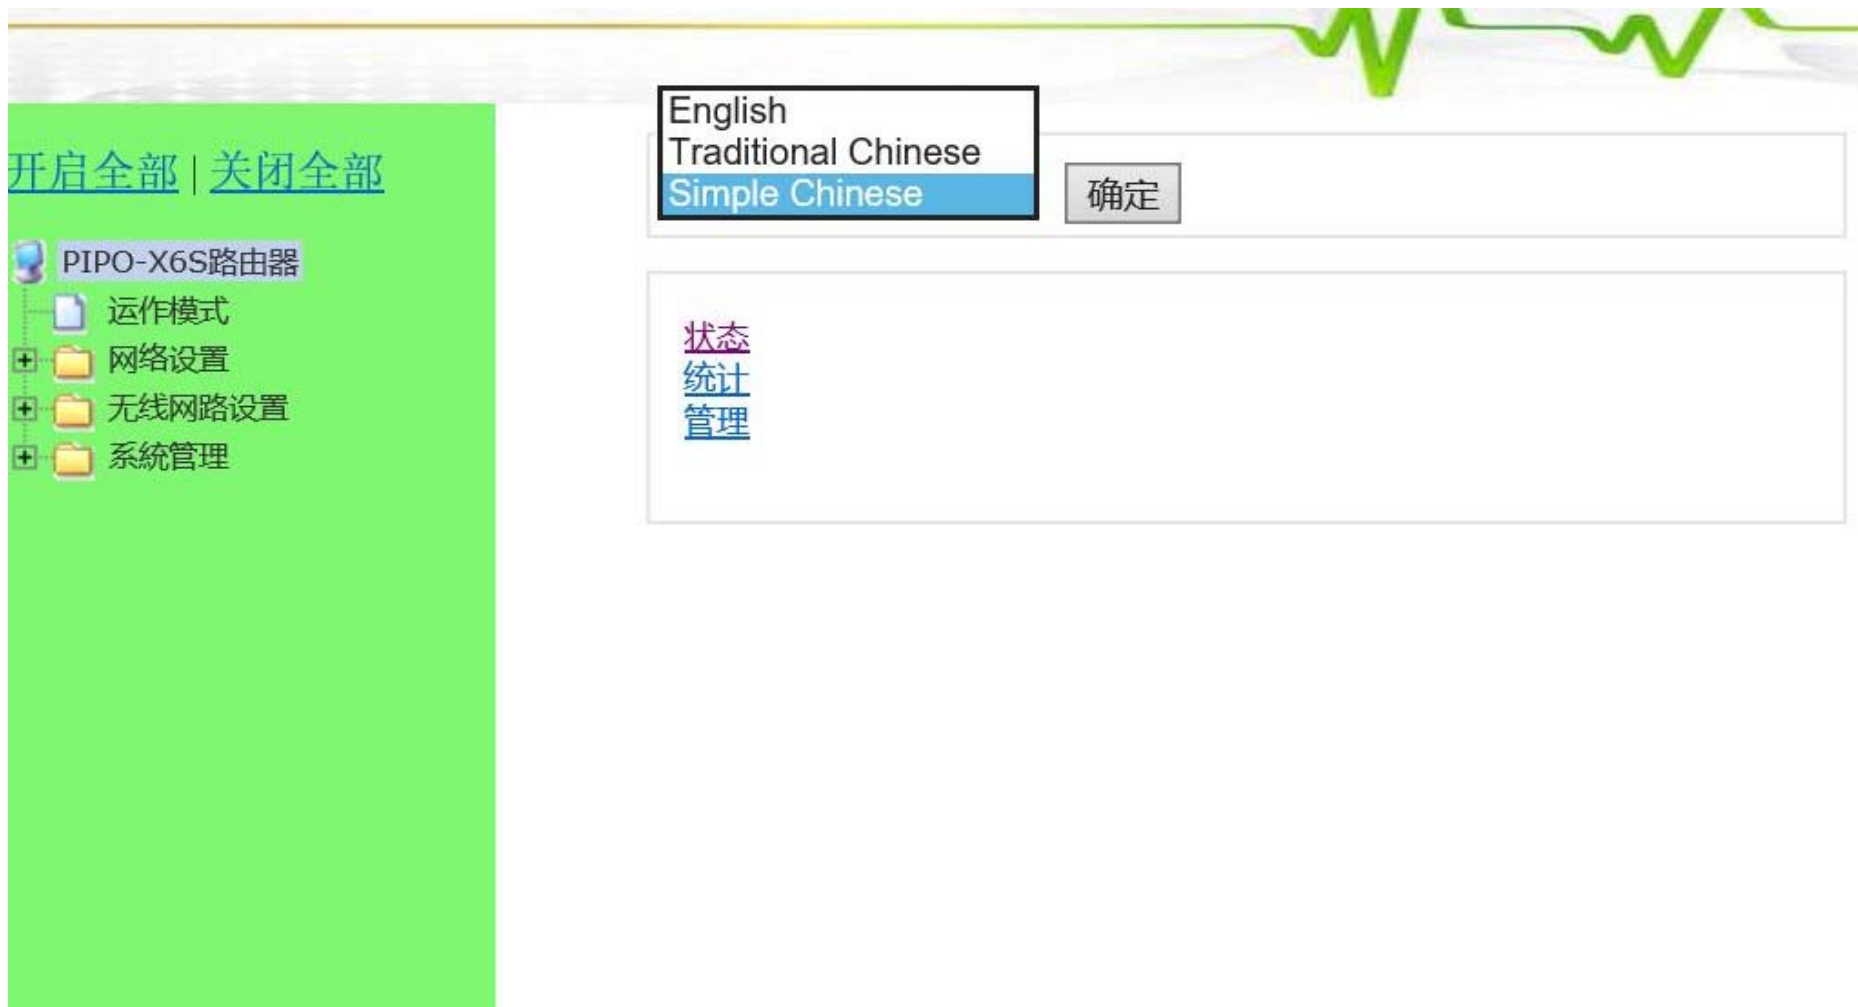 开启全部 | 关闭全部
PIPO-X6S路由器
运作模式
网络设置
无线网路设置
系統管理
English
Traditional Chinese
Simple Chinese
确定
状态
统计
管理